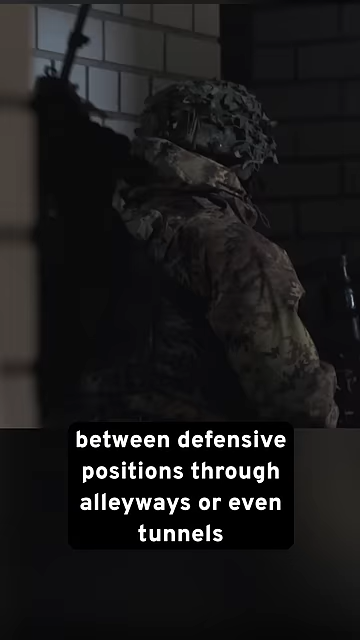 between defensive
positions through
alleyways or even
tunnels